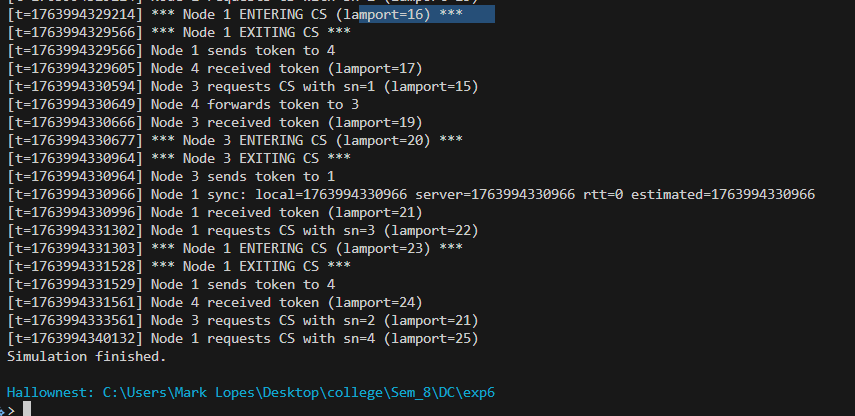 [t=1763994329214] *** Node 1 ENTERING CS (lamport=16) ***
[t=1763994329566] *** Node 1 EXITING CS ***
[t=1763994329566] Node 1 sends token to 4
[t=1763994329605] Node 4 received token (lamport=17)
[t=1763994330594] Node 3 requests CS with sn=1 (lamport=15)
[t=1763994330649] Node 4 forwards token to 3
[t=1763994330666] Node 3 received token (lamport=19)
[t=1763994330677] *** Node 3 ENTERING CS (lamport=20) ***
[t=1763994330964] *** Node 3 EXITING CS ***
[t=1763994330964] Node 3 sends token to 1
[t=1763994330966] Node 1 sync: local=1763994330966 server=1763994330966 rtt=0 estimated=1763994330966
[t=1763994330996] Node 1 received token (lamport=21)
[t=1763994331302] Node 1 requests CS with sn=3 (lamport=22)
[t=1763994331303] *** Node 1 ENTERING CS (lamport=23) ***
[t=1763994331528] *** Node 1 EXITING CS ***
[t=1763994331529] Node 1 sends token to 4
[t=1763994331561] Node 4 received token (lamport=24)
[t=1763994333561] Node 3 requests CS with sn=2 (lamport=21)
[t=1763994340132] Node 1 requests CS with sn=4 (lamport=25)
Simulation finished.
Hallownest: C:\Users\Mark Lopes\Desktop\college\Sem_8\DC\exp6
>